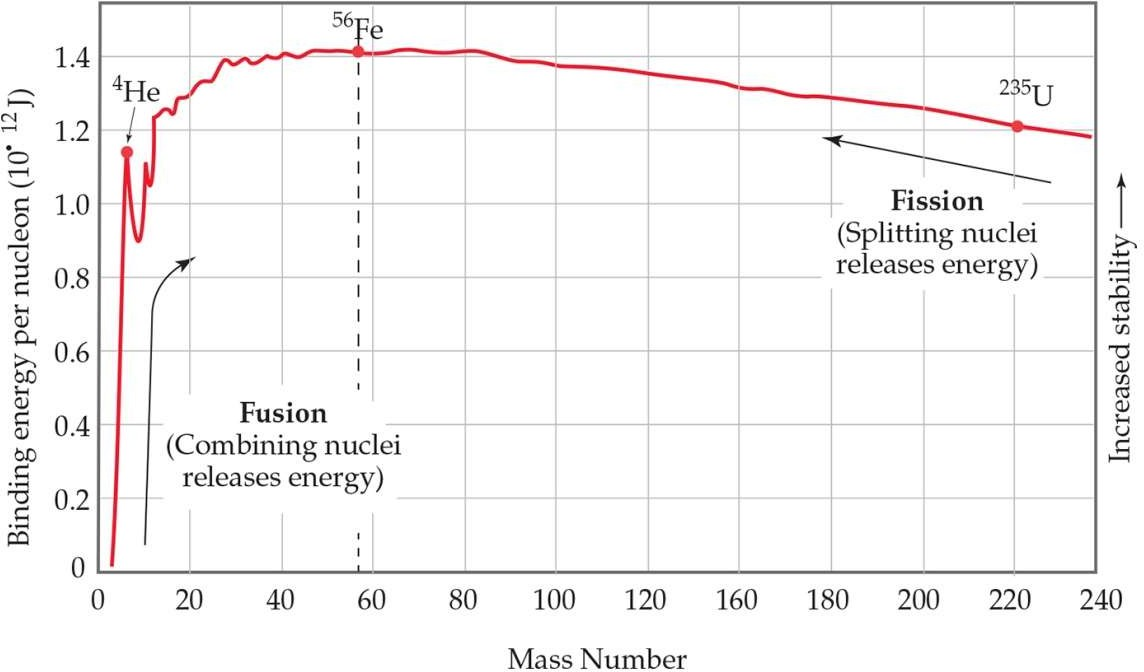 Binding energy per nucleon (10• 12 J)
1.4
1.2
1.0
0.8
0.6
0.4
0.2
0
56Fe
4He
235U
Fission
(Splitting nuclei
releases energy)
Fusion
(Combining nuclei
releases energy)
Increased stability
0 20 40 60 80 100 120 140 160 180 200 220 240
Mass Number